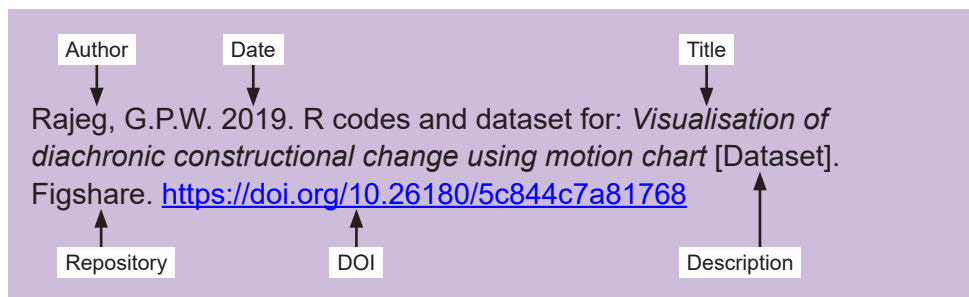 Author Date Title
Rajeg, G.P.W. 2019. R codes and dataset for: Visualisation of
diachronic constructional change using motion chart [Dataset].
Figshare. https://doi.org/10.26180/5c844c7a81768
Repository DOI Description